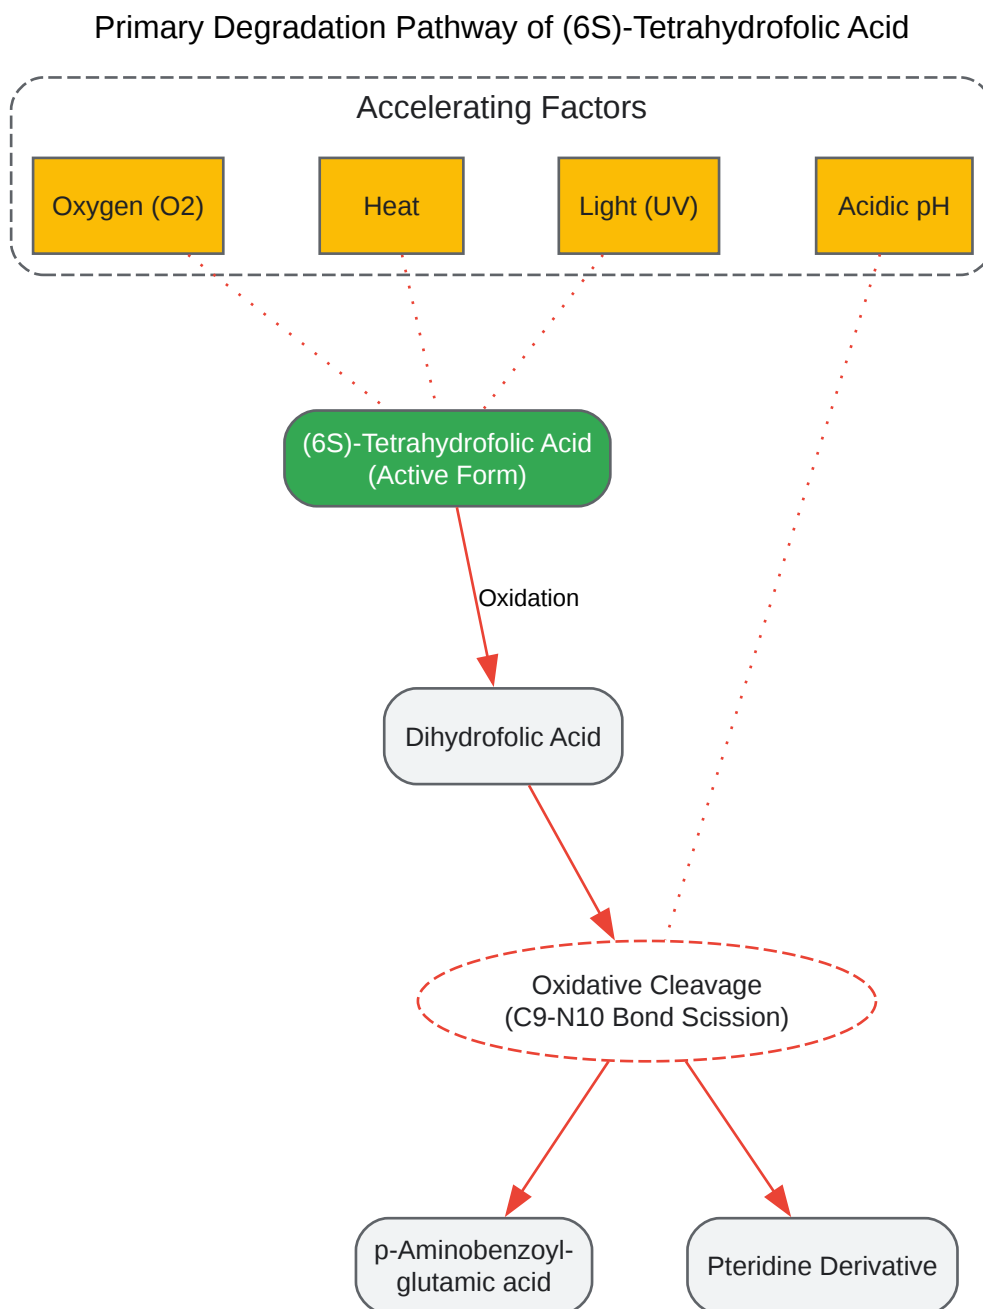 Primary Degradation Pathway of (6S)-Tetrahydrofolic Acid
Accelerating Factors
Oxygen (O2)
Heat
Light (UV)
Acidic pH
(6S)-Tetrahydrofolic Acid
(Active Form)
Oxidation
Dihydrofolic Acid
Oxidative Cleavage
(C9-N10 Bond Scission)
p-Aminobenzoyl-
glutamic acid
Pteridine Derivative